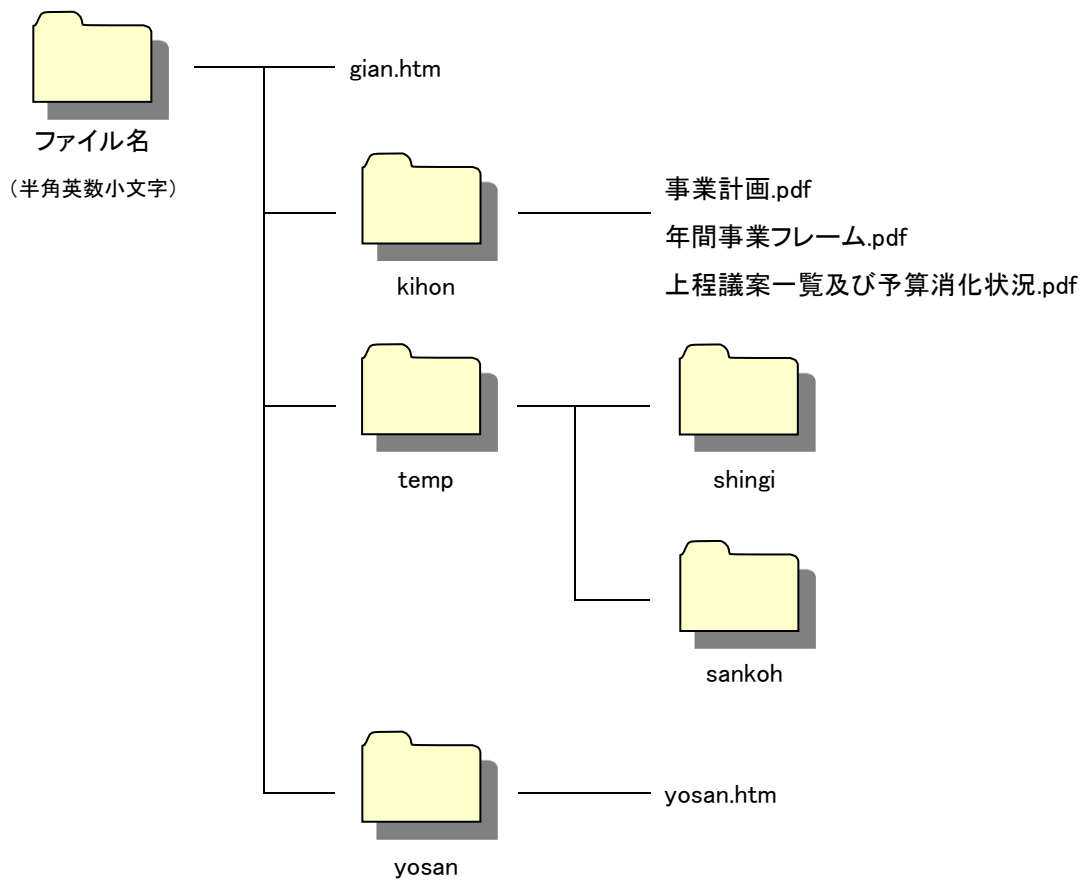 gian.htm
ファイル名
（半角英数小文字）
kihon
事業計画.pdf
年間事業フレーム.pdf
上程議案一覧及び予算消化状況.pdf
temp
shingi
sankoh
yosan
yosan.htm